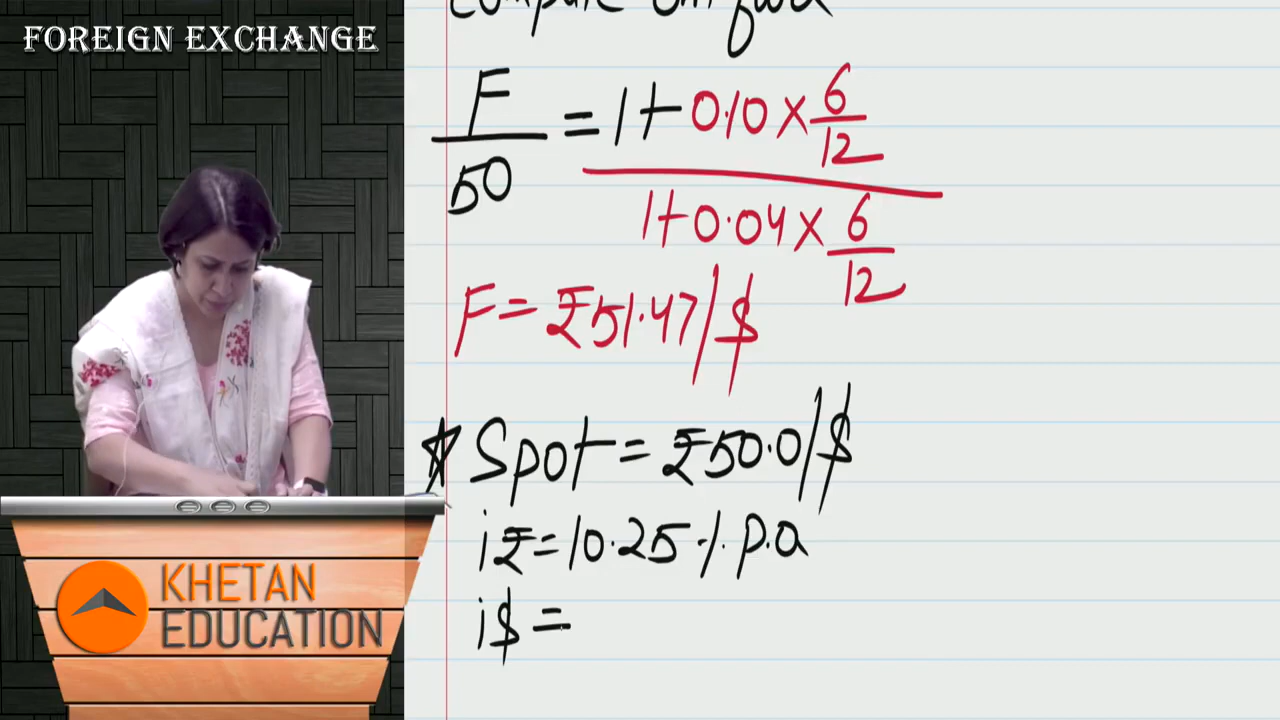 FOREIGN EXCHANGE
F/50 = (1+0.10×6/12)/(1+0.04×6/12)
F=₹51.47/$
☆ Spot=₹50.0/$
i₹=10.25% p.a
i$=
KHETAN
EDUCATION